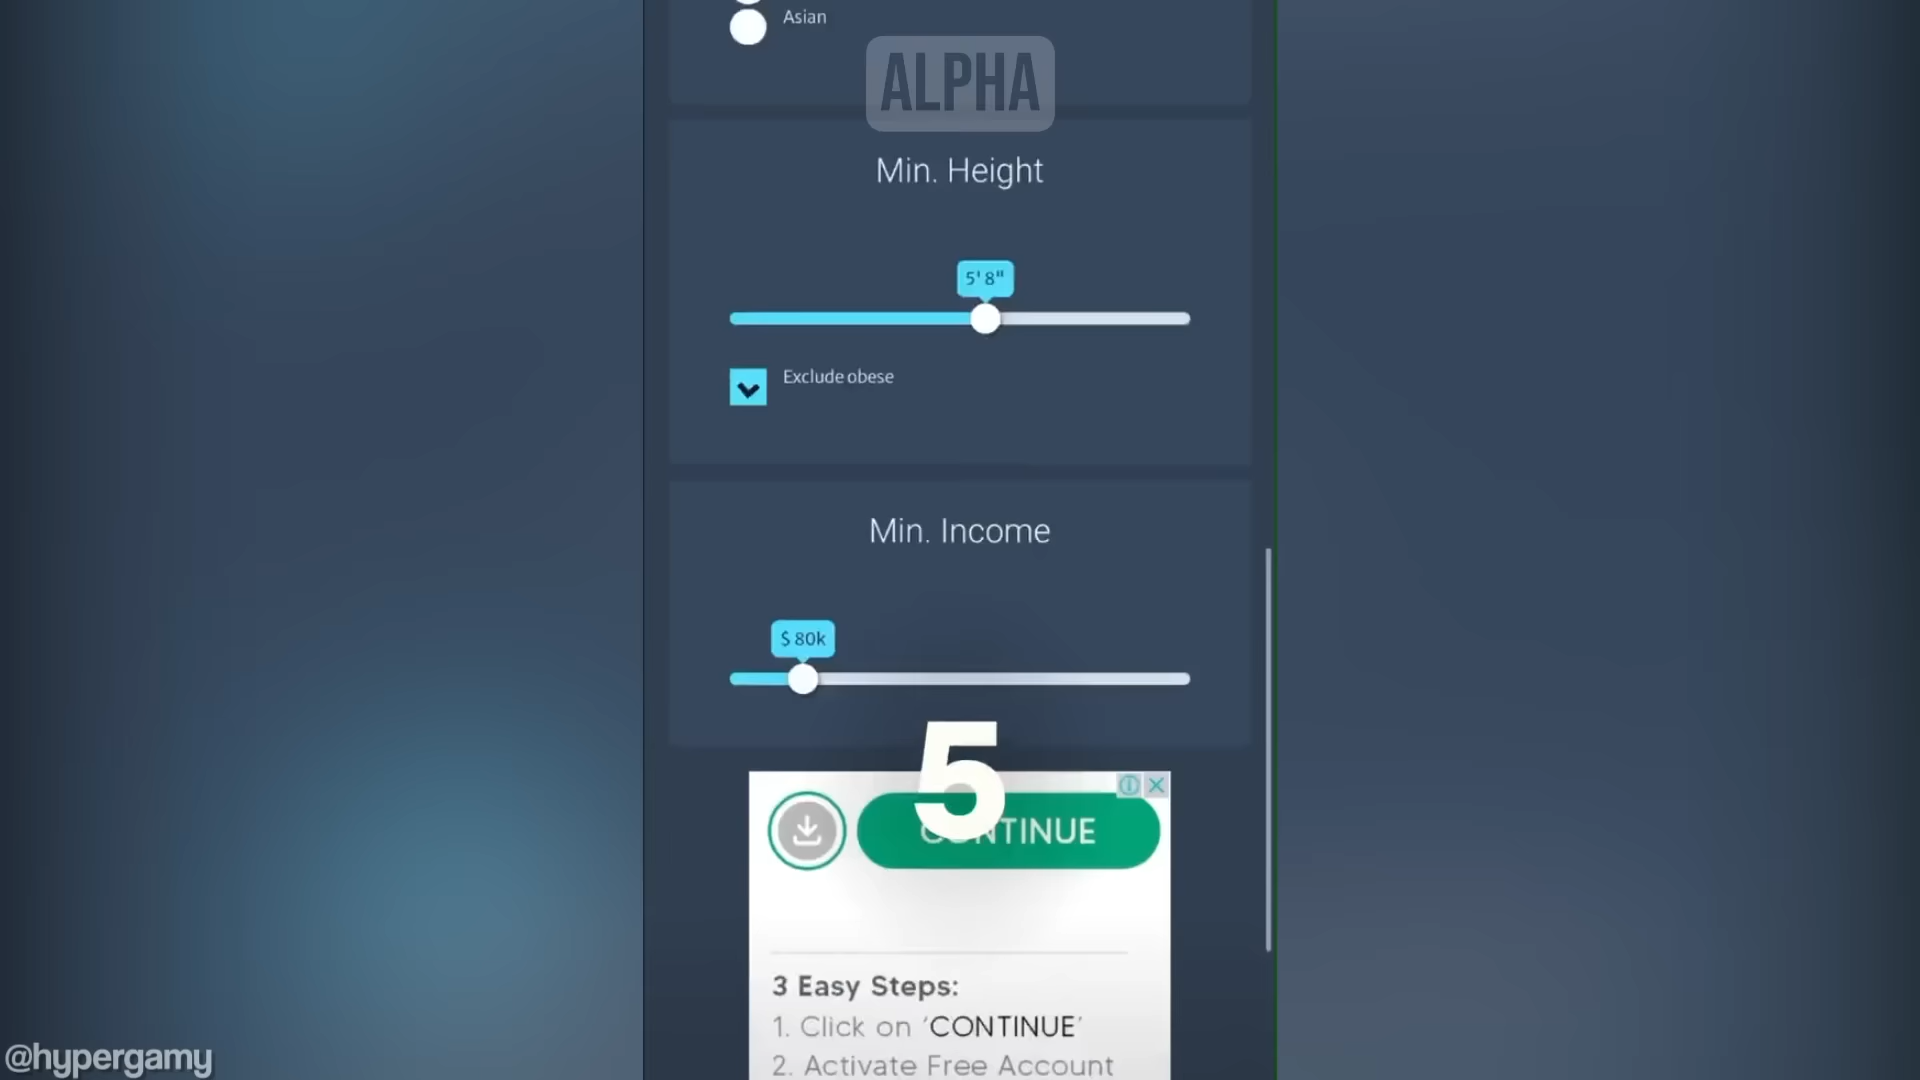 Asian
ALPHA
Min. Height
5' 8"
Exclude obese
Min. Income
$ 80k
5
CONTINUE
3 Easy Steps:
1. Click on 'CONTINUE'
2. Activate Free Account
@hypergamy